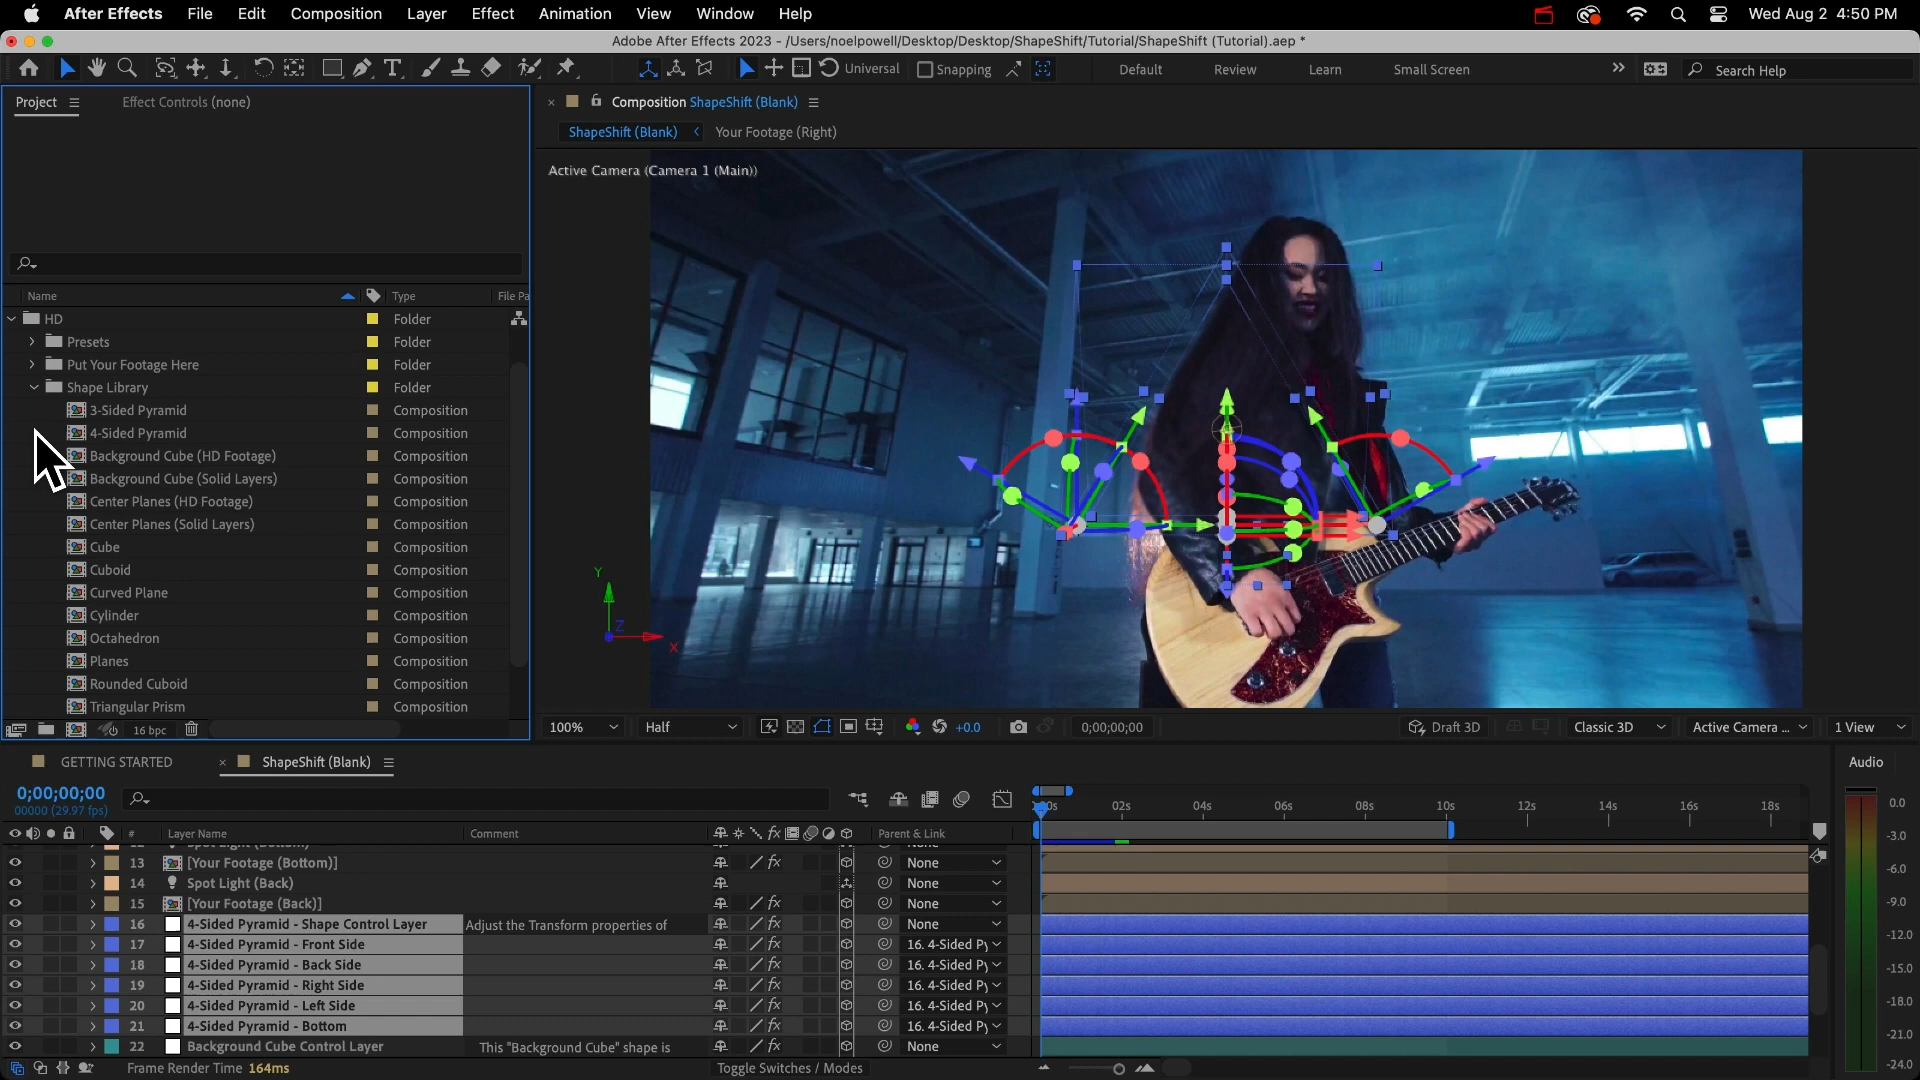 After Effects File Edit Composition Layer Effect Animation View Window Help Wed Aug 2 4:50 PM
Adobe After Effects 2023 - /Users/noelpowell/Desktop/Desktop/ShapeShift/Tutorial/ShapeShift (Tutorial).aep *
Universal Snapping Default Review Learn Small Screen Search Help
Project Effect Controls (none) Composition ShapeShift (Blank)
ShapeShift (Blank) Your Footage (Right)
Active Camera (Camera 1 (Main))
Name Type File Pa
HD Folder
Presets Folder
Put Your Footage Here Folder
Shape Library Folder
3-Sided Pyramid Composition
4-Sided Pyramid Composition
Background Cube (HD Footage) Composition
Background Cube (Solid Layers) Composition
Center Planes (HD Footage) Composition
Center Planes (Solid Layers) Composition
Cube Composition
Cuboid Composition
Curved Plane Composition
Cylinder Composition
Octahedron Composition
Planes Composition
Rounded Cuboid Composition
Triangular Prism Composition
Y
Z
X
16 bpc 100% Half +0.0 0;00;00;00 Draft 3D Classic 3D Active Camera ... 1 View
GETTING STARTED ShapeShift (Blank) Audio
0;00;00;00
00000 (29.97 fps)
02s 04s 06s 08s 10s 12s 14s 16s 18s
# Layer Name Comment Parent & Link
13 [Your Footage (Bottom)] None
14 Spot Light (Back) None
15 [Your Footage (Back)] None
16 4-Sided Pyramid - Shape Control Layer Adjust the Transform properties of None
17 4-Sided Pyramid - Front Side 16. 4-Sided Py
18 4-Sided Pyramid - Back Side 16. 4-Sided Py
19 4-Sided Pyramid - Right Side 16. 4-Sided Py
20 4-Sided Pyramid - Left Side 16. 4-Sided Py
21 4-Sided Pyramid - Bottom 16. 4-Sided Py
22 Background Cube Control Layer This "Background Cube" shape is None
0.0
-3.0
-6.0
-9.0
-12.0
-15.0
-18.0
-21.0
-24.0
Frame Render Time 164ms Toggle Switches / Modes